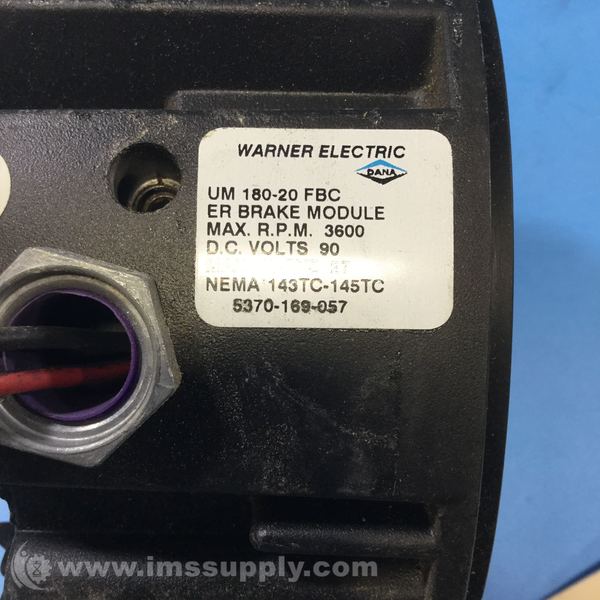 WARNER ELECTRIC
DANA
UM 180-20 FBC
ER BRAKE MODULE
MAX. R.P.M. 3600
D.C. VOLTS 90
NEMA 143TC-145TC
5370-169-057
www.imssupply.com